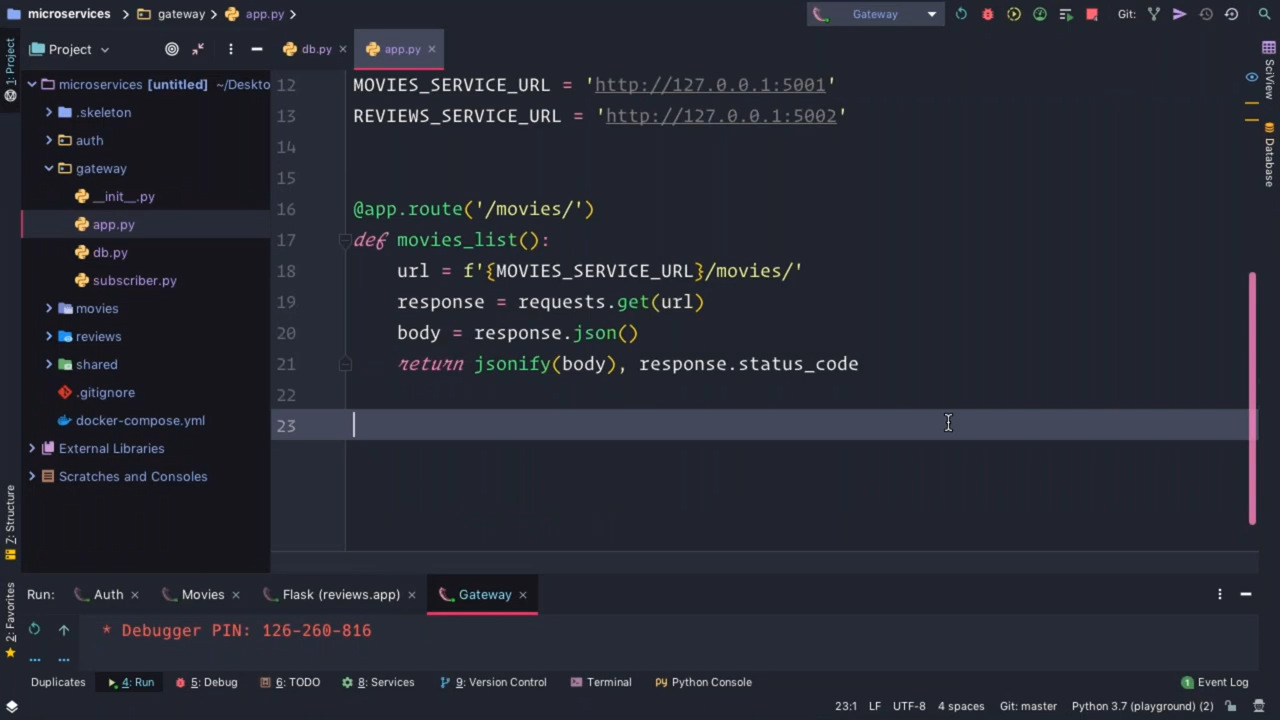 microservices gateway app.py
Gateway
Git:
1: Project
Project
db.py
app.py
SciView
Database
microservices [untitled] ~/Deskto
.skeleton
auth
gateway
__init__.py
app.py
db.py
subscriber.py
movies
reviews
shared
.gitignore
docker-compose.yml
External Libraries
Scratches and Consoles
12 MOVIES_SERVICE_URL = 'http://127.0.0.1:5001'
13 REVIEWS_SERVICE_URL = 'http://127.0.0.1:5002'
14
15
16 @app.route('/movies/')
17 def movies_list():
18 url = f'{MOVIES_SERVICE_URL}/movies/'
19 response = requests.get(url)
20 body = response.json()
21 return jsonify(body), response.status_code
22
23
Z: Structure
2: Favorites
Run: Auth Movies Flask (reviews.app) Gateway
* Debugger PIN: 126-260-816
Duplicates 4: Run 5: Debug 6: TODO 8: Services 9: Version Control Terminal Python Console 1 Event Log
23:1 LF UTF-8 4 spaces Git: master Python 3.7 (playground) (2)